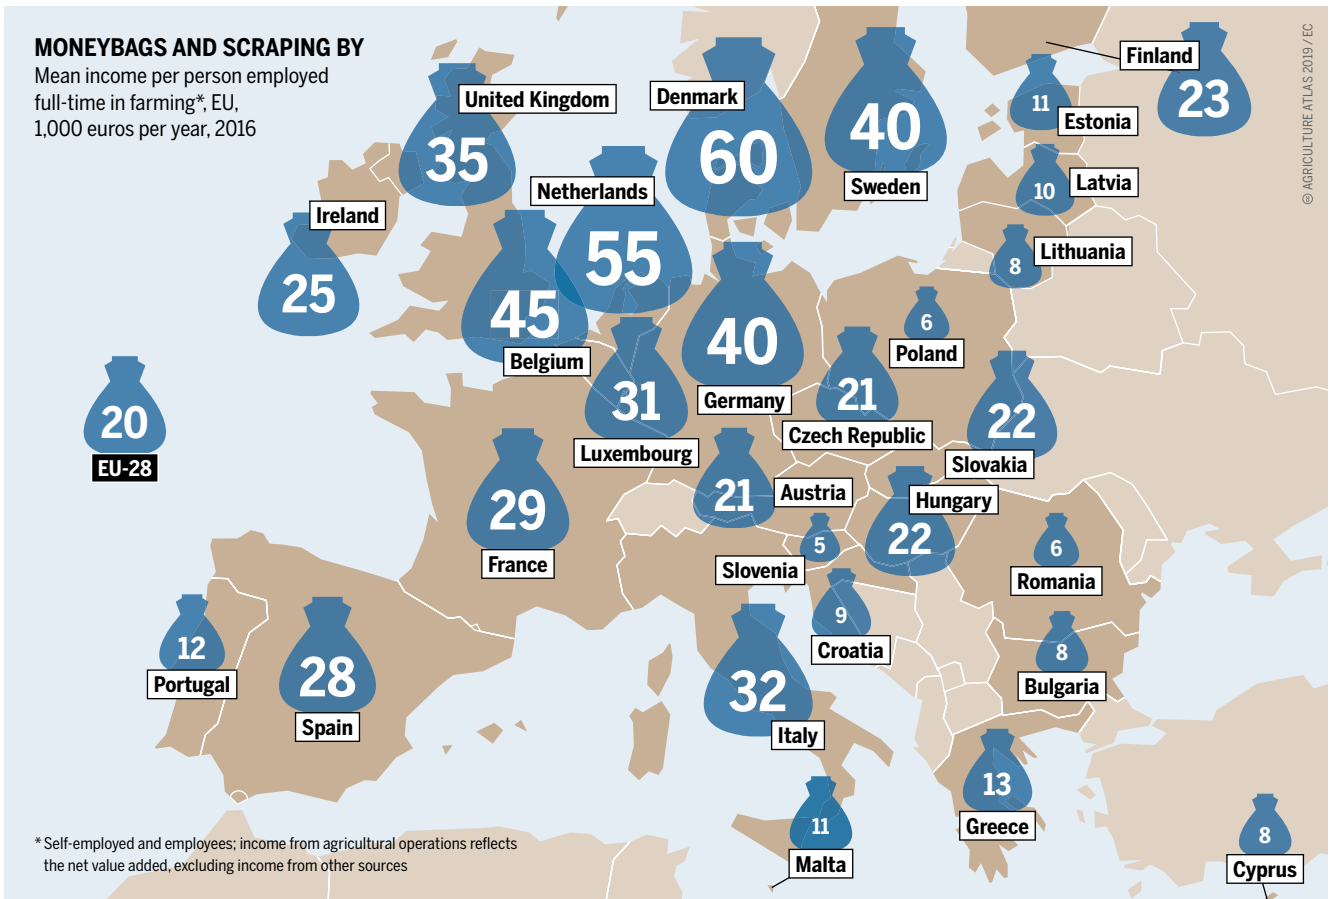 MONEYBAGS AND SCRAPING BY
Mean income per person employed
full-time in farming*, EU,
1,000 euros per year, 2016
© AGRICULTURE ATLAS 2019 / EC
Finland
23
11
Estonia
United Kingdom
35
Denmark
60
40
Sweden
10
Latvia
Netherlands
55
Ireland
25
8
Lithuania
45
Belgium
40
Germany
6
Poland
31
Luxembourg
21
Czech Republic
22
Slovakia
20
EU-28
29
France
21
Austria
Hungary
22
5
Slovenia
6
Romania
9
Croatia
12
Portugal
28
Spain
8
Bulgaria
32
Italy
13
Greece
11
Malta
8
Cyprus
* Self-employed and employees; income from agricultural operations reflects
the net value added, excluding income from other sources